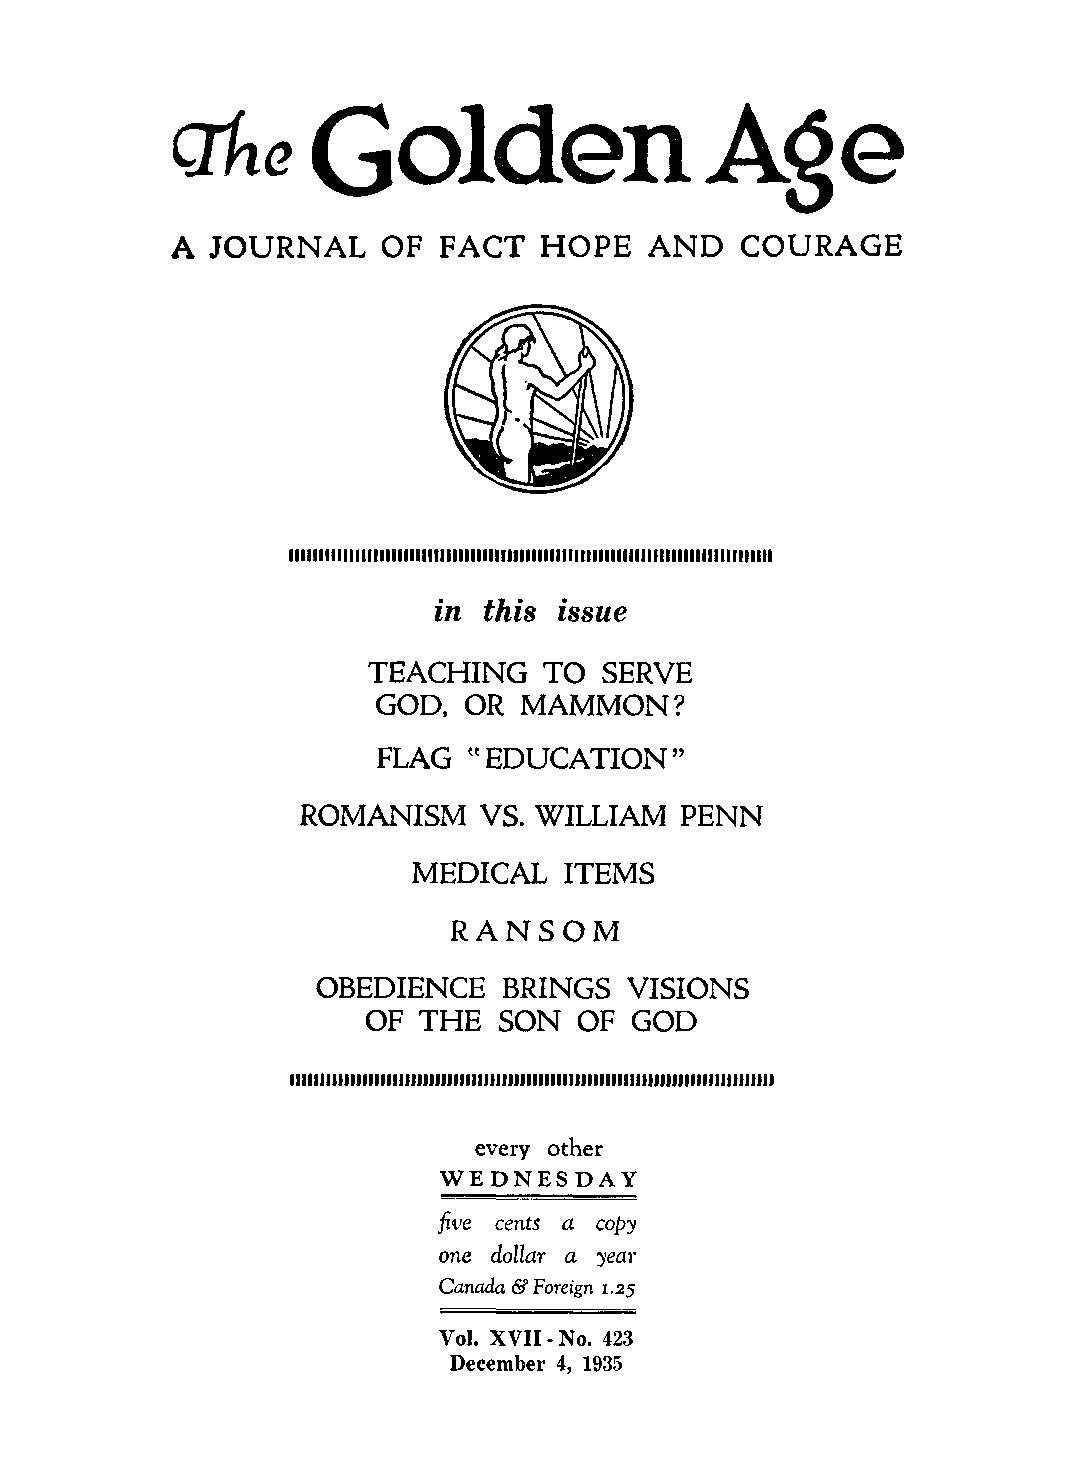 The Golden Age
A JOURNAL OF FACT HOPE AND COURAGE
in this issue
TEACHING TO SERVE
GOD, OR MAMMON?
FLAG "EDUCATION"
ROMANISM VS. WILLIAM PENN
MEDICAL ITEMS
RANSOM
OBEDIENCE BRINGS VISIONS
OF THE SON OF GOD
every other
WEDNESDAY
five cents a copy
one dollar a year
Canada & Foreign 1.25
Vol. XVII - No. 423
December 4, 1935